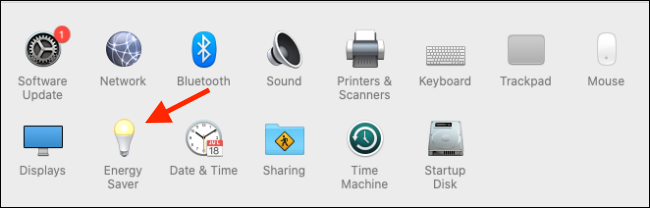 1
Software
Update
Network
Bluetooth
Sound
Printers &
Scanners
Keyboard
Trackpad
Mouse
Displays
Energy
Saver
JUL
18
Date & Time
Sharing
Time
Machine
Startup
Disk